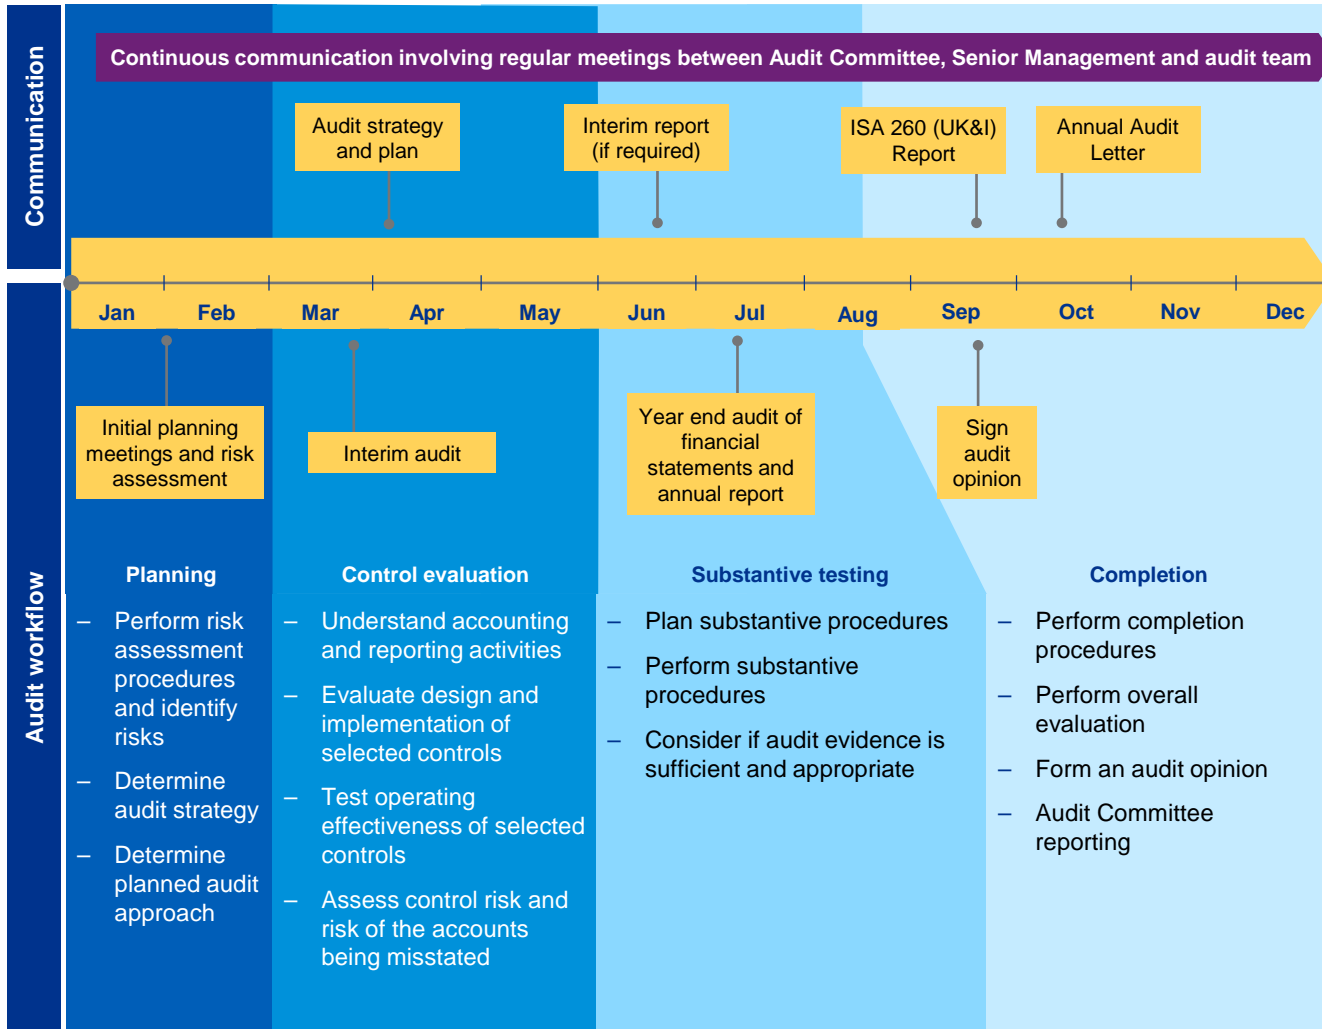 Communication
Continuous communication involving regular meetings between Audit Committee, Senior Management and audit team
Audit strategy
and plan
Interim report
(if required)
ISA 260 (UK&I)
Report
Annual Audit
Letter
Jan Feb Mar Apr May Jun Jul Aug Sep Oct Nov Dec
Audit workflow
Initial planning
meetings and risk
assessment
Interim audit
Year end audit of
financial
statements and
annual report
Sign
audit
opinion
Planning
– Perform risk
assessment
procedures
and identify
risks
– Determine
audit strategy
– Determine
planned audit
approach
Control evaluation
– Understand accounting
and reporting activities
– Evaluate design and
implementation of
selected controls
– Test operating
effectiveness of selected
controls
– Assess control risk and
risk of the accounts
being misstated
Substantive testing
– Plan substantive procedures
– Perform substantive
procedures
– Consider if audit evidence is
sufficient and appropriate
Completion
– Perform completion
procedures
– Perform overall
evaluation
– Form an audit opinion
– Audit Committee
reporting